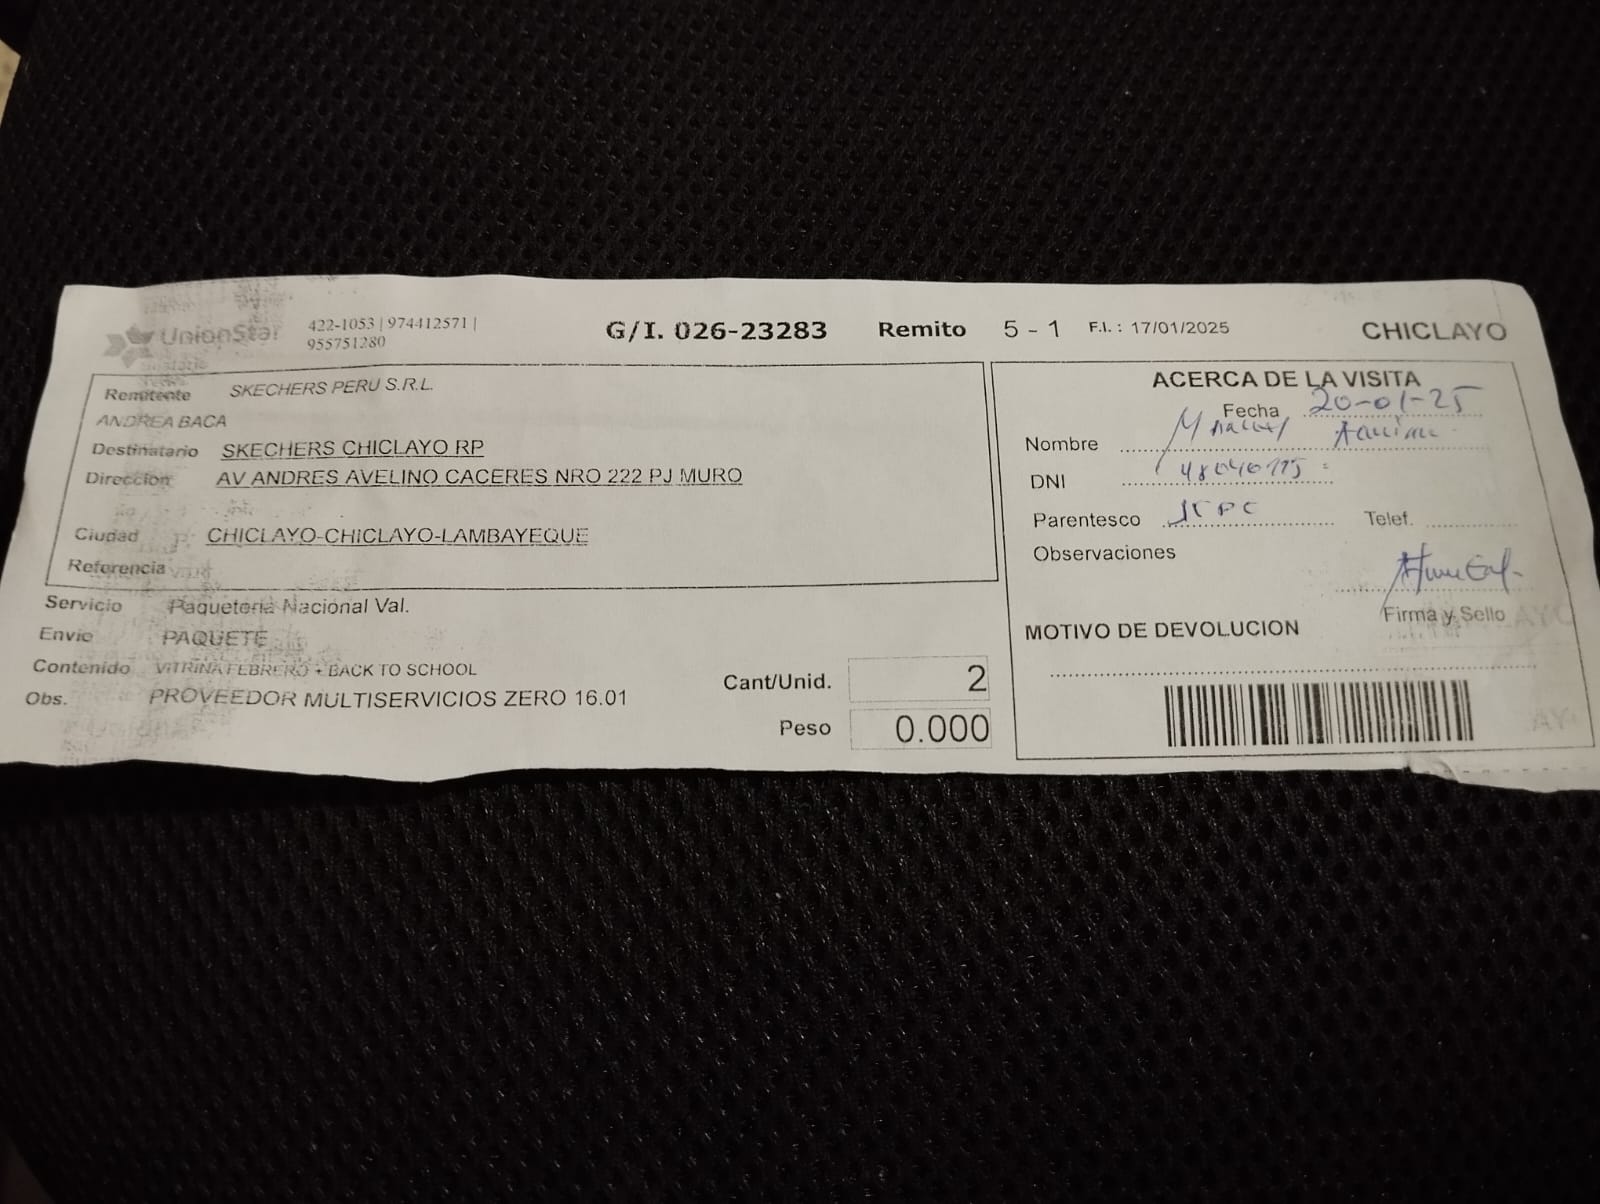 UnionStar
422-1053 | 974412571 |
955751280
G/I. 026-23283
Remito 5 - 1
F.I. : 17/01/2025
CHICLAYO
Remitente SKECHERS PERU S.R.L.
ANDREA BACA
Destinatario SKECHERS CHICLAYO RP
Direccion AV ANDRES AVELINO CACERES NRO 222 PJ MURO
Ciudad CHICLAYO-CHICLAYO-LAMBAYEQUE
Referencia
Servicio Paqueteria Nacional Val.
Envio PAQUETE
Contenido VITRINA FEBRERO - BACK TO SCHOOL
Obs. PROVEEDOR MULTISERVICIOS ZERO 16.01
Cant/Unid. 2
Peso 0.000
ACERCA DE LA VISITA
Fecha 20-01-25
Nombre
DNI
Parentesco
Telef.
Observaciones
Firma y Sello
MOTIVO DE DEVOLUCION